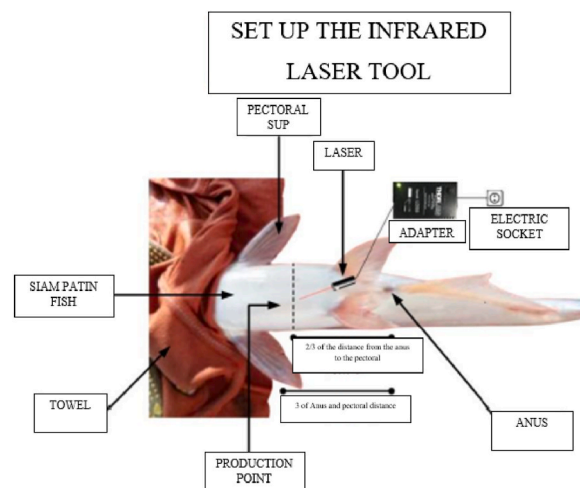 SET UP THE INFRARED
LASER TOOL
PECTORAL
SUP
LASER
ADAPTER
ELECTRIC
SOCKET
SIAM PATIN
FISH
2/3 of the distance from the anus
to the pectoral
3 of Anus and pectoral distance
TOWEL
ANUS
PRODUCTION
POINT